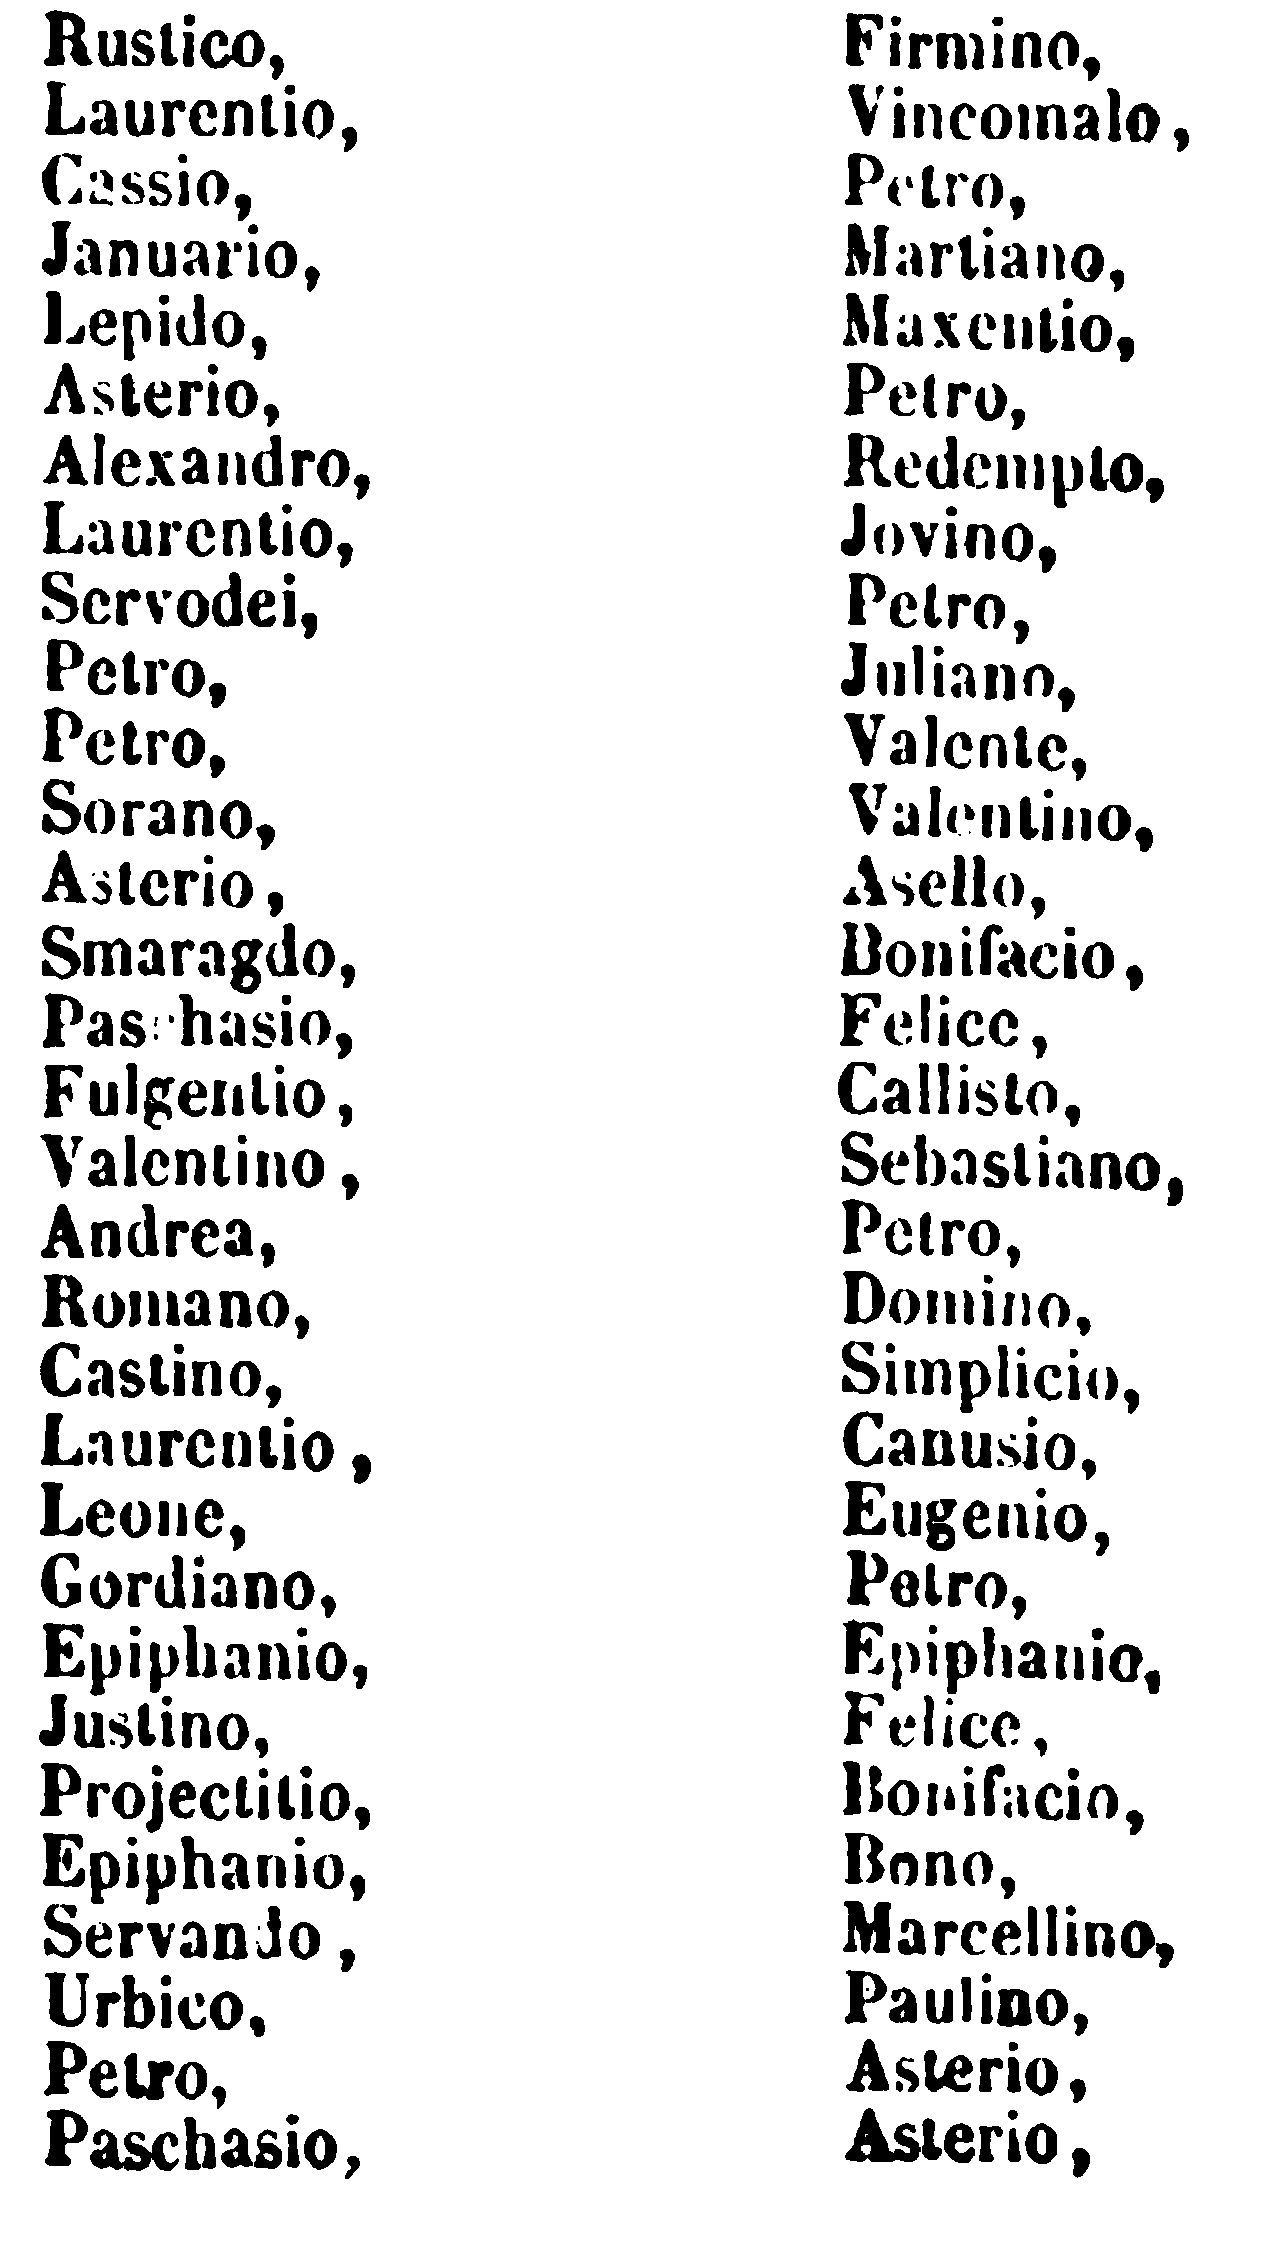 Rustico,
Laurentio,
Cassio,
Januario,
Lepido,
Asterio,
Alexandro,
Laurentio,
Servodei,
Petro,
Petro,
Sorano,
Asterio,
Smaragdo,
Paschasio,
Fulgentio,
Valentino,
Andrea,
Romano,
Castino,
Laurentio,
Leone,
Gordiano,
Epiphanio,
Justino,
Projectitio,
Epiphanio,
Servando,
Urbico,
Petro,
Paschasio,
Firmino,
Vincomalo,
Petro,
Martiano,
Maxentio,
Petro,
Redempto,
Jovino,
Petro,
Juliano,
Valente,
Valentino,
Asello,
Bonifacio,
Felice,
Callisto,
Sebastiano,
Petro,
Domino,
Simplicio,
Canusio,
Eugenio,
Petro,
Epiphanio,
Felice,
Bonifacio,
Bono,
Marcellino,
Paulino,
Asterio,
Asterio,